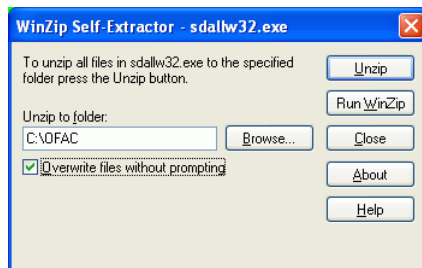 WinZip Self-Extractor - sdallw32.exe
To unzip all files in sdallw32.exe to the specified
folder press the Unzip button.
Unzip to folder:
C:\OFAC
Browse...
Overwrite files without prompting
Unzip
Run WinZip
Close
About
Help